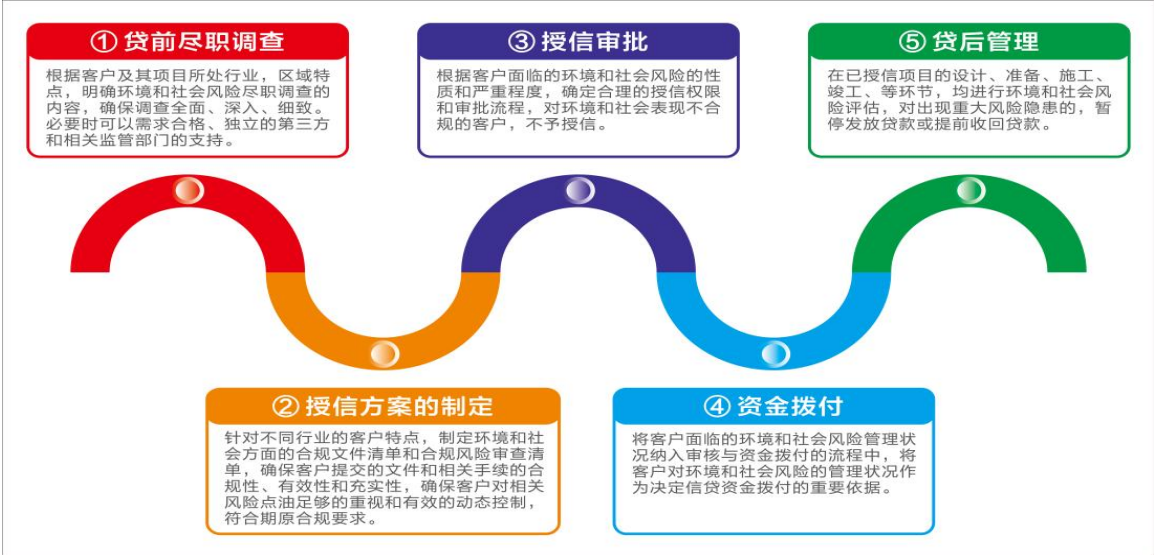 ① 贷前尽职调查
根据客户及其项目所处行业，区域特
点，明确环境和社会风险尽职调查的
内容，确保调查全面、深入、细致。
必要时可以需求合格、独立的第三方
和相关监管部门的支持。
② 授信方案的制定
针对不同行业的客户特点，制定环境和社
会方面的合规文件清单和合规风险审查清
单，确保客户提交的文件和相关手续的合
规性、有效性和充实性，确保客户对相关
风险点油足够的重视和有效的动态控制，
符合期原合规要求。
③ 授信审批
根据客户面临的环境和社会风险的性
质和严重程度，确定合理的授信权限
和审批流程，对环境和社会表现不合
规的客户，不予授信。
④ 资金拨付
将客户面临的环境和社会风险管理状
况纳入审核与资金拨付的流程中，将
客户对环境和社会风险的管理状况作
为决定信贷资金拨付的重要依据。
⑤ 贷后管理
在已授信项目的设计、准备、施工、
竣工、等环节，均进行环境和社会风
险评估，对出现重大风险隐患的，暂
停发放贷款或提前收回贷款。